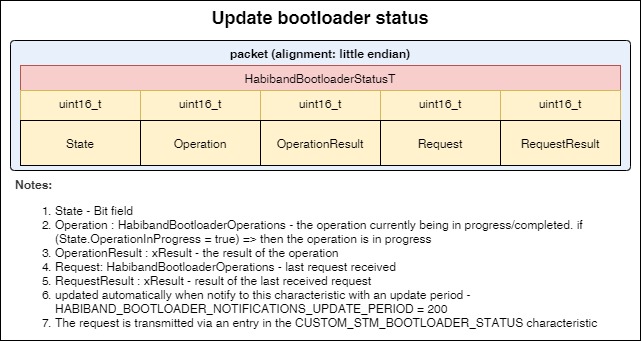 Update bootloader status
packet (alignment: little endian)
HabibandBootloaderStatusT
uint16_t uint16_t uint16_t uint16_t uint16_t
State Operation OperationResult Request RequestResult
Notes:
1. State - Bit field
2. Operation : HabibandBootloaderOperations - the operation currently being in progress/completed. if
(State.OperationInProgress = true) => then the operation is in progress
3. OperationResult : xResult - the result of the operation
4. Request: HabibandBootloaderOperations - last request received
5. RequestResult : xResult - result of the last received request
6. updated automatically when notify to this characteristic with an update period -
HABIBAND_BOOTLOADER_NOTIFICATIONS_UPDATE_PERIOD = 200
7. The request is transmitted via an entry in the CUSTOM_STM_BOOTLOADER_STATUS characteristic